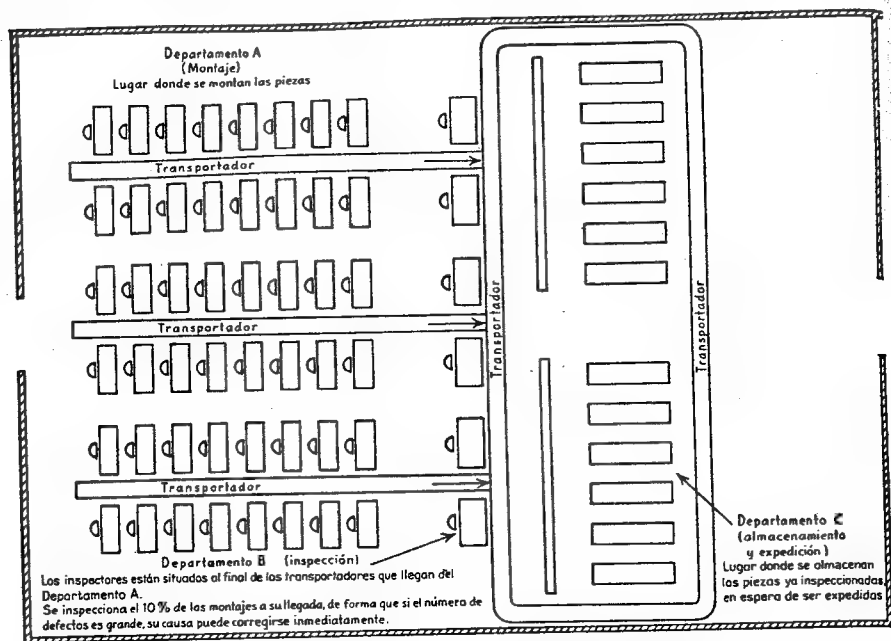 Departamento A
(Montaje)
Lugar donde se montan las piezas
Transportador
Transportador
Transportador
Transportador
Transportador
Departamento B (inspección)
Los inspectores están situados al final de los transportadores que llegan del
Departamento A.
Se inspecciona el 10 % de los montajes a su llegada, de forma que si el número de
defectos es grande, su causa puede corregirse inmediatamente.
Departamento C
(almacenamiento
y expedición)
Lugar donde se almacenan
las piezas ya inspeccionadas,
en espera de ser expedidas